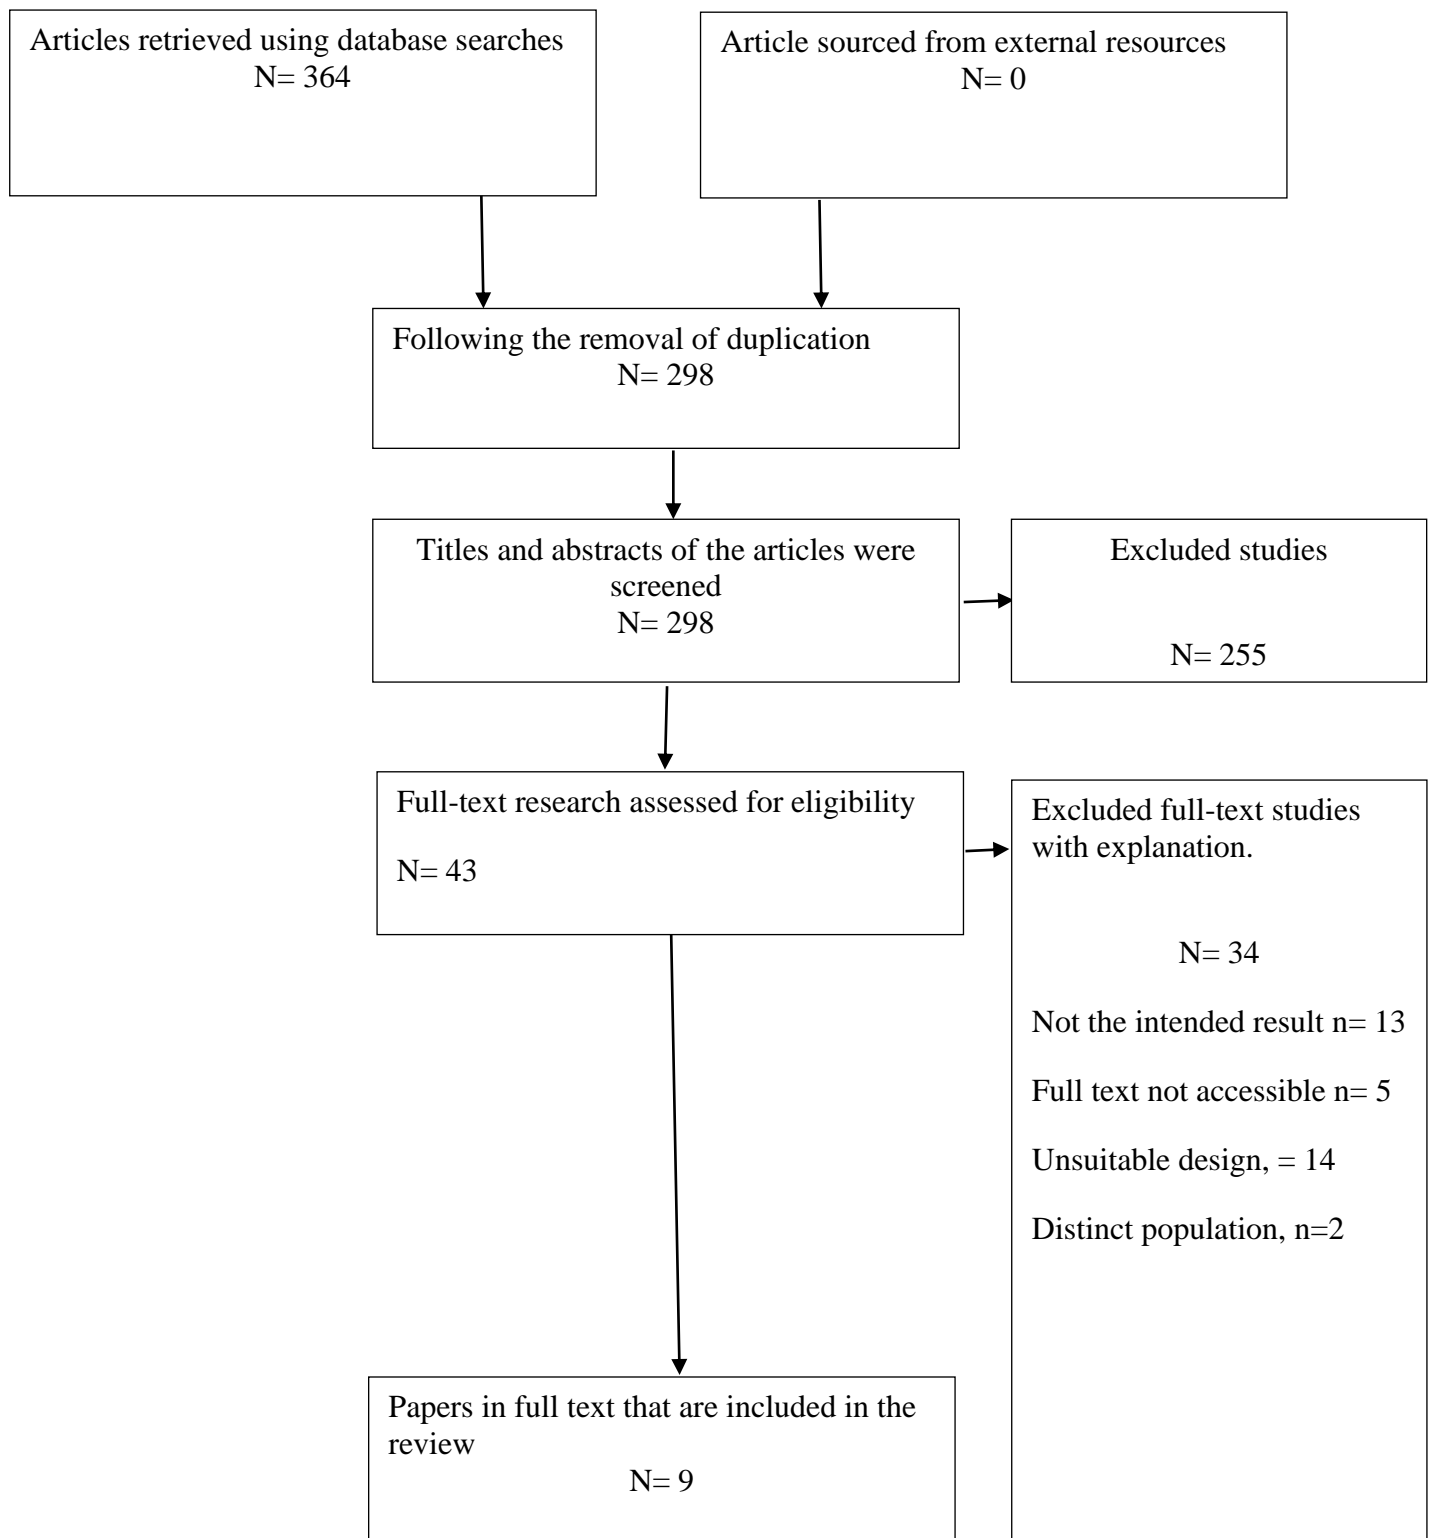 Articles retrieved using database searches
N= 364
Article sourced from external resources
N= 0
Following the removal of duplication
N= 298
Titles and abstracts of the articles were
screened
N= 298
Excluded studies
N= 255
Full-text research assessed for eligibility
N= 43
Excluded full-text studies
with explanation.
N= 34
Not the intended result n= 13
Full text not accessible n= 5
Unsuitable design, = 14
Distinct population, n=2
Papers in full text that are included in the
review
N= 9